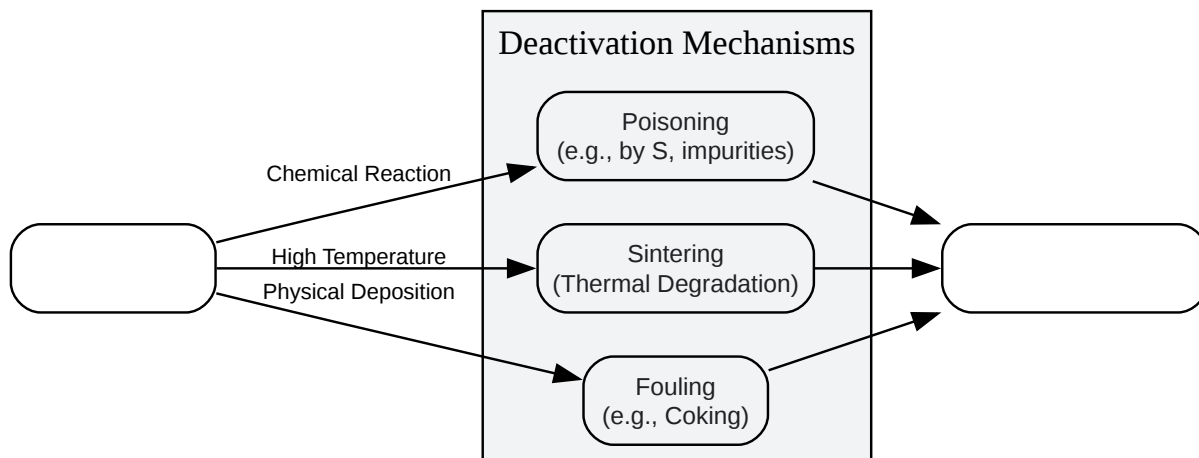 Deactivation Mechanisms
Poisoning
(e.g., by S, impurities)
Chemical Reaction
High Temperature
Sintering
(Thermal Degradation)
Physical Deposition
Fouling
(e.g., Coking)